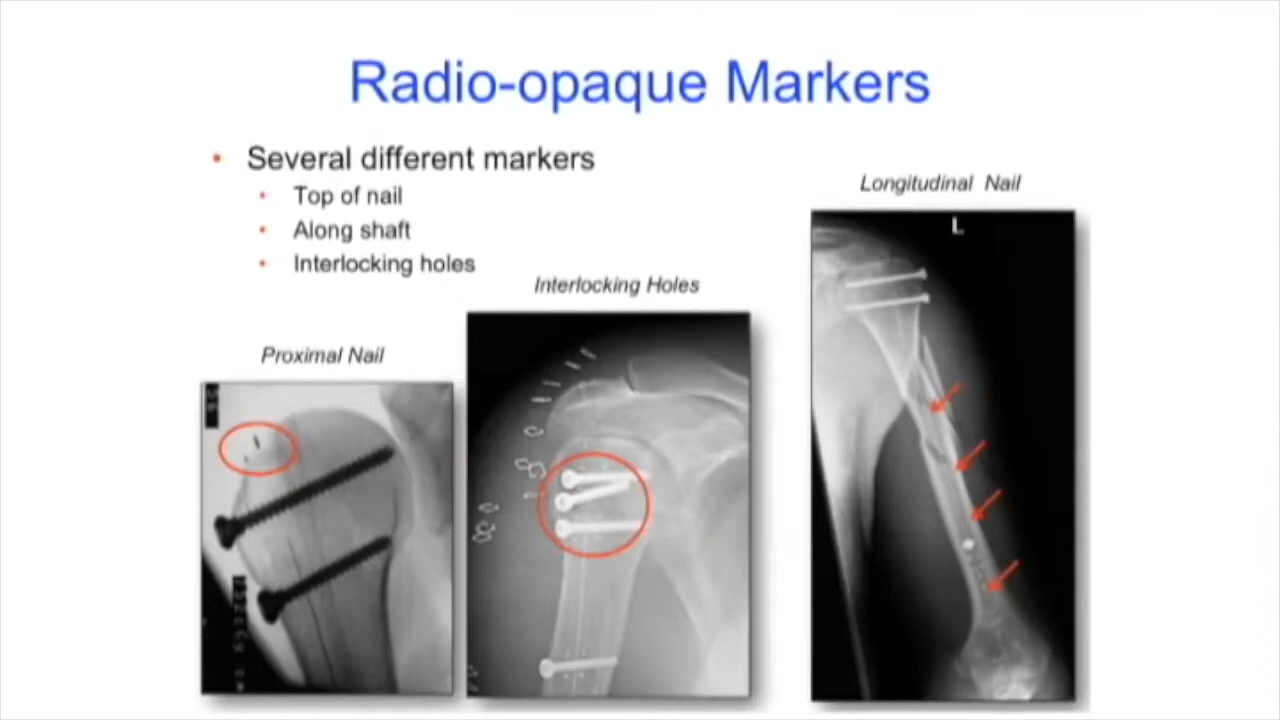 Radio-opaque Markers
• Several different markers
• Top of nail
• Along shaft
• Interlocking holes
Proximal Nail
Interlocking Holes
Longitudinal Nail
L